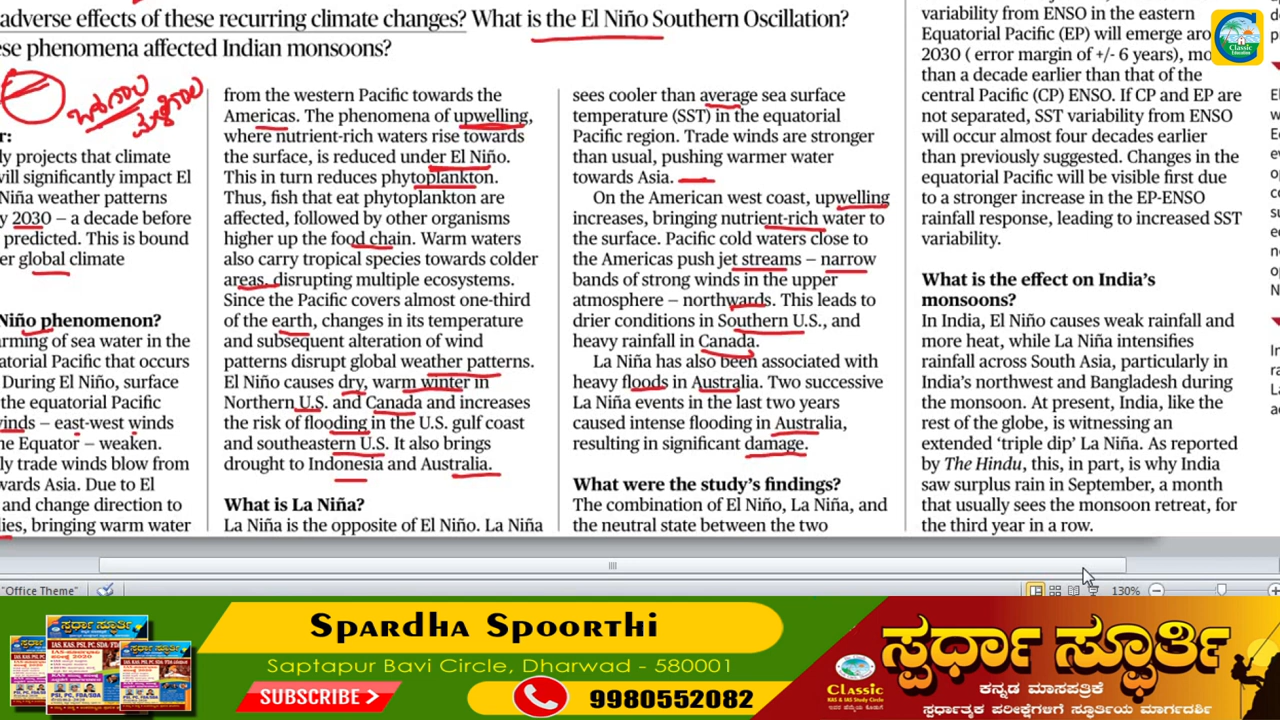 adverse effects of these recurring climate changes? What is the El Niño Southern Oscillation?
ese phenomena affected Indian monsoons?
er:
ly projects that climate
vill significantly impact El
Niña weather patterns
y 2030 – a decade before
predicted. This is bound
er global climate
Niño phenomenon?
arming of sea water in the
atorial Pacific that occurs
During El Niño, surface
the equatorial Pacific
winds – east-west winds
he Equator – weaken.
ly trade winds blow from
wards Asia. Due to El
and change direction to
lies, bringing warm water
from the western Pacific towards the
Americas. The phenomena of upwelling,
where nutrient-rich waters rise towards
the surface, is reduced under El Niño.
This in turn reduces phytoplankton.
Thus, fish that eat phytoplankton are
affected, followed by other organisms
higher up the food chain. Warm waters
also carry tropical species towards colder
areas, disrupting multiple ecosystems.
Since the Pacific covers almost one-third
of the earth, changes in its temperature
and subsequent alteration of wind
patterns disrupt global weather patterns.
El Niño causes dry, warm winter in
Northern U.S. and Canada and increases
the risk of flooding in the U.S. gulf coast
and southeastern U.S. It also brings
drought to Indonesia and Australia.
What is La Niña?
La Niña is the opposite of El Niño. La Niña
sees cooler than average sea surface
temperature (SST) in the equatorial
Pacific region. Trade winds are stronger
than usual, pushing warmer water
towards Asia.
On the American west coast, upwelling
increases, bringing nutrient-rich water to
the surface. Pacific cold waters close to
the Americas push jet streams – narrow
bands of strong winds in the upper
atmosphere – northwards. This leads to
drier conditions in Southern U.S., and
heavy rainfall in Canada.
La Niña has also been associated with
heavy floods in Australia. Two successive
La Niña events in the last two years
caused intense flooding in Australia,
resulting in significant damage.
What were the study's findings?
The combination of El Niño, La Niña, and
the neutral state between the two
variability from ENSO in the eastern
Equatorial Pacific (EP) will emerge aro
2030 ( error margin of +/- 6 years), mo
than a decade earlier than that of the
central Pacific (CP) ENSO. If CP and EP are
not separated, SST variability from ENSO
will occur almost four decades earlier
than previously suggested. Changes in the
equatorial Pacific will be visible first due
to a stronger increase in the EP-ENSO
rainfall response, leading to increased SST
variability.
What is the effect on India's
monsoons?
In India, El Niño causes weak rainfall and
more heat, while La Niña intensifies
rainfall across South Asia, particularly in
India's northwest and Bangladesh during
the monsoon. At present, India, like the
rest of the globe, is witnessing an
extended 'triple dip' La Niña. As reported
by The Hindu, this, in part, is why India
saw surplus rain in September, a month
that usually sees the monsoon retreat, for
the third year in a row.
Classic
"Office Theme"
130%
Spardha Spoorthi
Saptapur Bavi Circle, Dharwad - 580001
SUBSCRIBE >
9980552082
Classic
IAS & KAS Study Circle
ಸ್ಪರ್ಧಾ ಸ್ಫೂರ್ತಿ
ಕನ್ನಡ ಮಾಸಪತ್ರಿಕೆ
ಸ್ಪರ್ಧಾತ್ಮಕ ಪರೀಕ್ಷೆಗಳಿಗೆ ಸ್ಫೂರ್ತಿಯ ಮಾರ್ಗದರ್ಶಿ